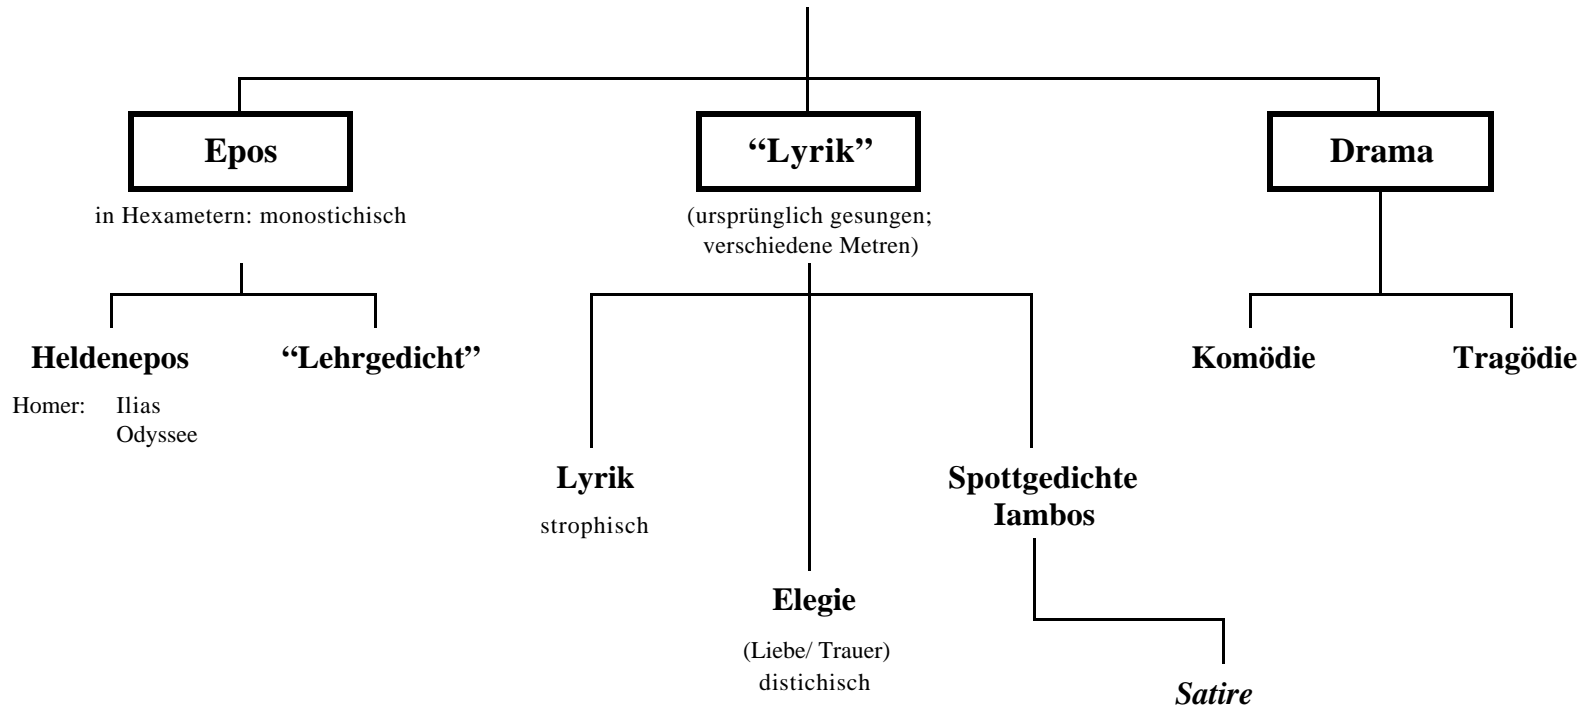 Epos
“Lyrik”
Drama
in Hexametern: monostichisch
(ursprünglich gesungen;
verschiedene Metren)
Heldenepos
“Lehrgedicht”
Komödie
Tragödie
Homer: Ilias
Odyssee
Lyrik
strophisch
Spottgedichte
Iambos
Elegie
(Liebe/ Trauer)
distichisch
Satire